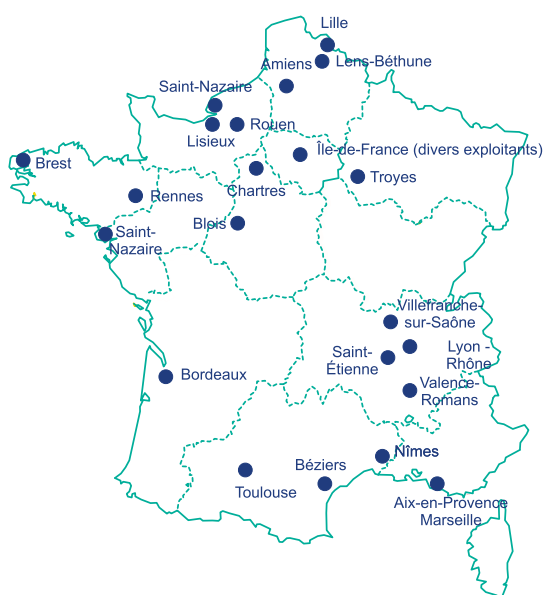 Lille
Amiens
Lens-Béthune
Saint-Nazaire
Rouen
Lisieux
Île-de-France (divers exploitants)
Brest
Chartres
Troyes
Rennes
Blois
Saint-
Nazaire
Villefranche-
sur-Saône
Saint-
Étienne
Lyon -
Rhône
Bordeaux
Valence-
Romans
Nîmes
Béziers
Toulouse
Aix-en-Provence
Marseille